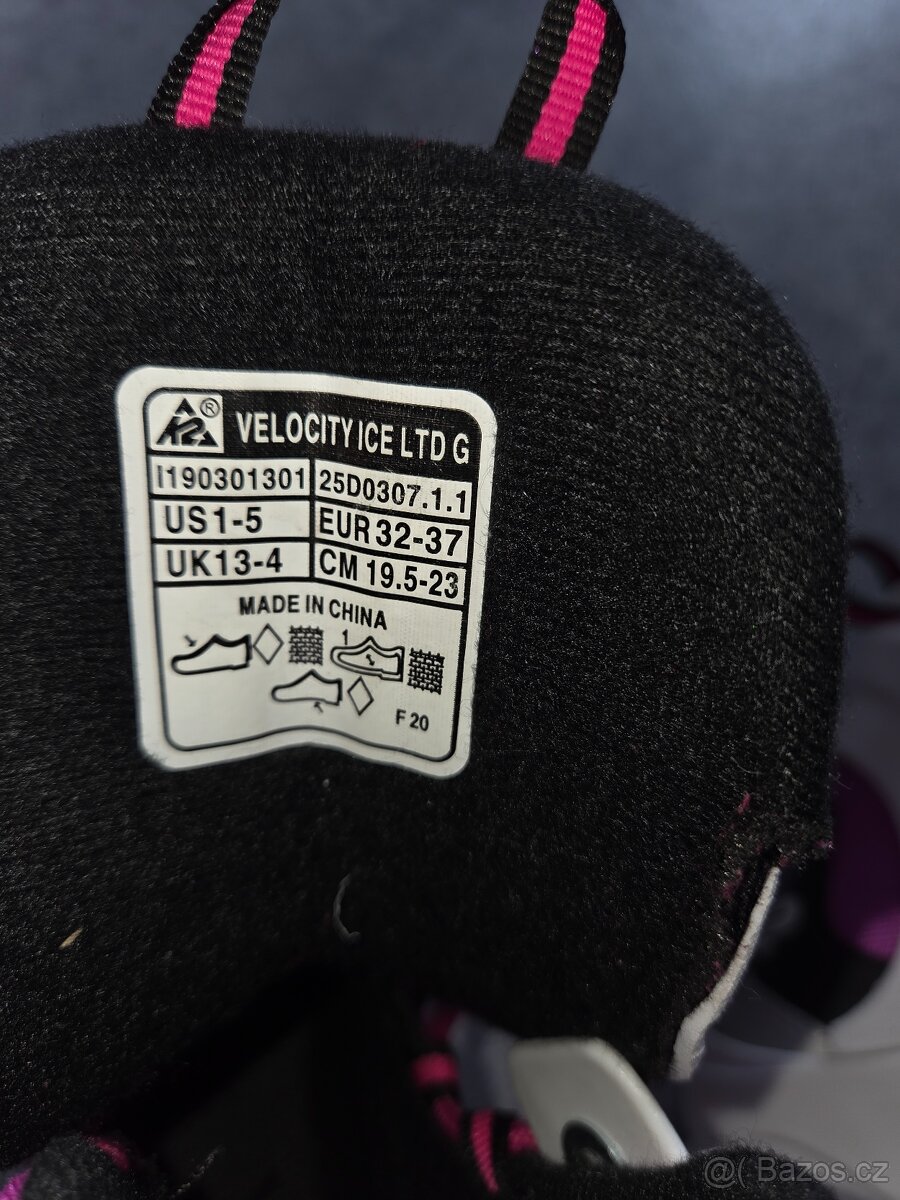 K2® VELOCITY ICE LTD G
I190301301 25D0307.1.1
US1-5 EUR 32-37
UK13-4 CM 19.5-23
MADE IN CHINA
1
F 20
@( Bazos.cz